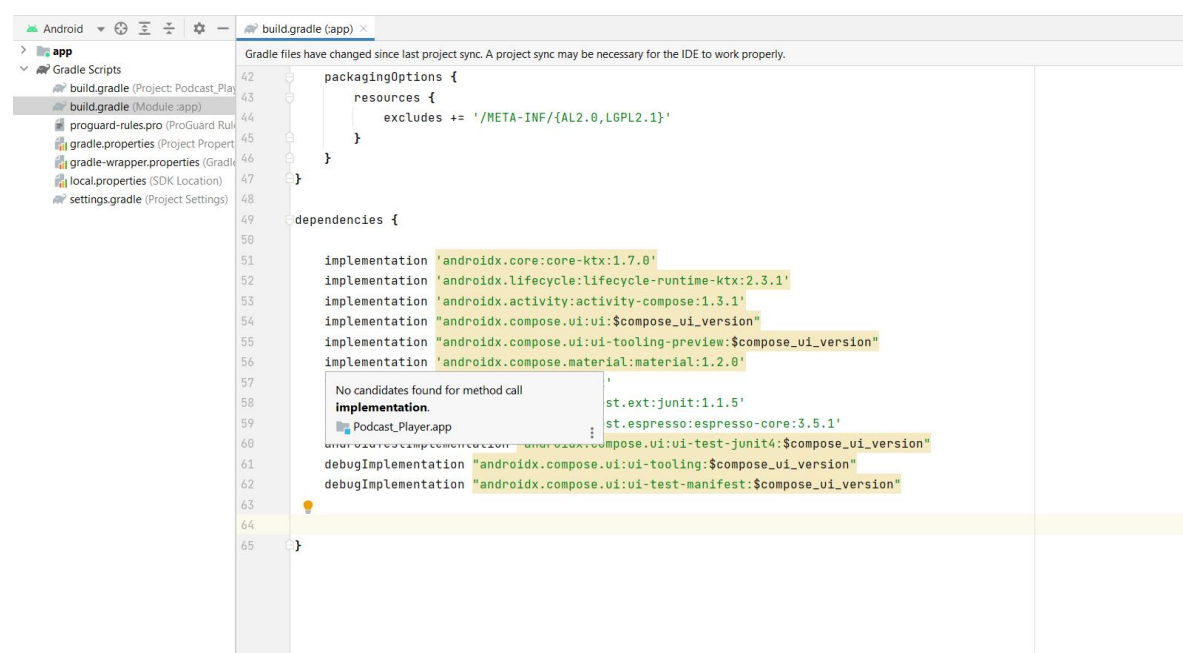 Android
build.gradle (:app)
app
Gradle Scripts
build.gradle (Project: Podcast_Play
build.gradle (Module :app)
proguard-rules.pro (ProGuard Rul
gradle.properties (Project Propert
gradle-wrapper.properties (Gradle
local.properties (SDK Location)
settings.gradle (Project Settings)
Gradle files have changed since last project sync. A project sync may be necessary for the IDE to work properly.
42 packagingOptions {
43 resources {
44 excludes += '/META-INF/{AL2.0,LGPL2.1}'
45 }
46 }
47 }
48
49 dependencies {
50
51 implementation 'androidx.core:core-ktx:1.7.0'
52 implementation 'androidx.lifecycle:lifecycle-runtime-ktx:2.3.1'
53 implementation 'androidx.activity:activity-compose:1.3.1'
54 implementation "androidx.compose.ui:ui:$compose_ui_version"
55 implementation "androidx.compose.ui:ui-tooling-preview:$compose_ui_version"
56 implementation 'androidx.compose.material:material:1.2.0'
57 '
58 st.ext:junit:1.1.5'
59 st.espresso:espresso-core:3.5.1'
60 androidTestImplementation "androidx.compose.ui:ui-test-junit4:$compose_ui_version"
61 debugImplementation "androidx.compose.ui:ui-tooling:$compose_ui_version"
62 debugImplementation "androidx.compose.ui:ui-test-manifest:$compose_ui_version"
63
64
65 }
No candidates found for method call
implementation.
Podcast_Player.app